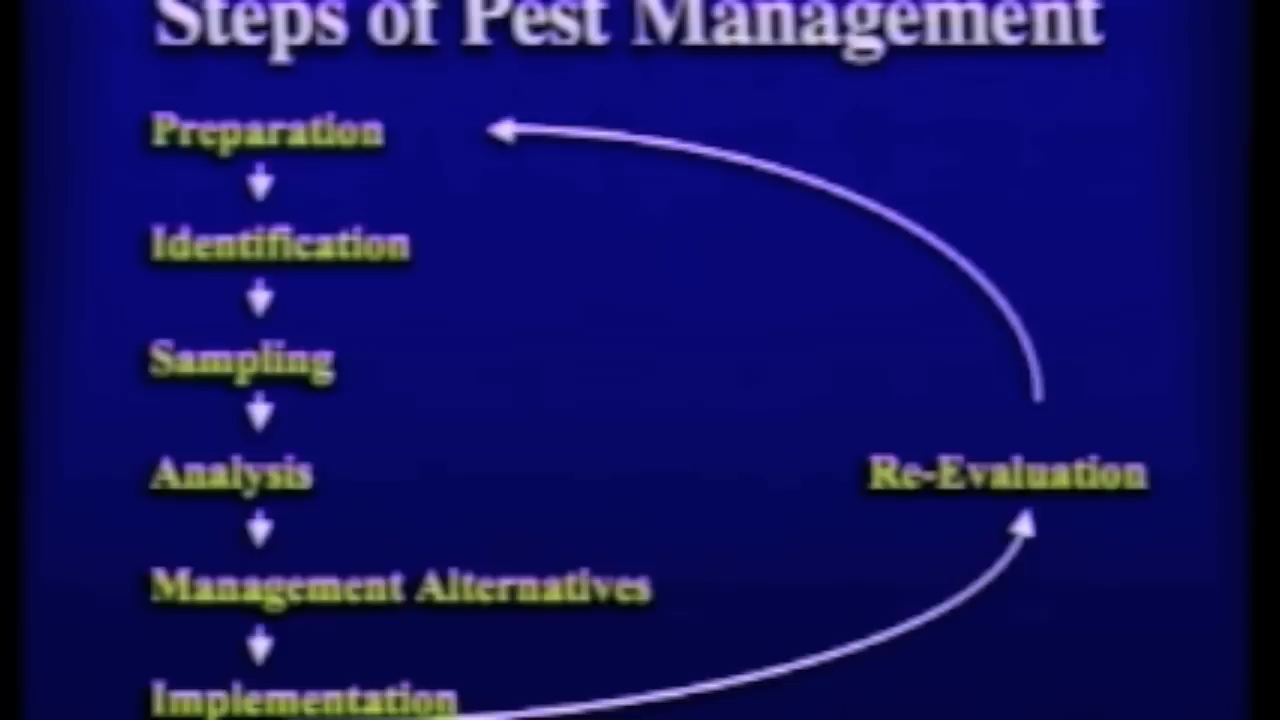 Steps of Pest Management
Preparation
Identification
Sampling
Analysis
Re-Evaluation
Management Alternatives
Implementation